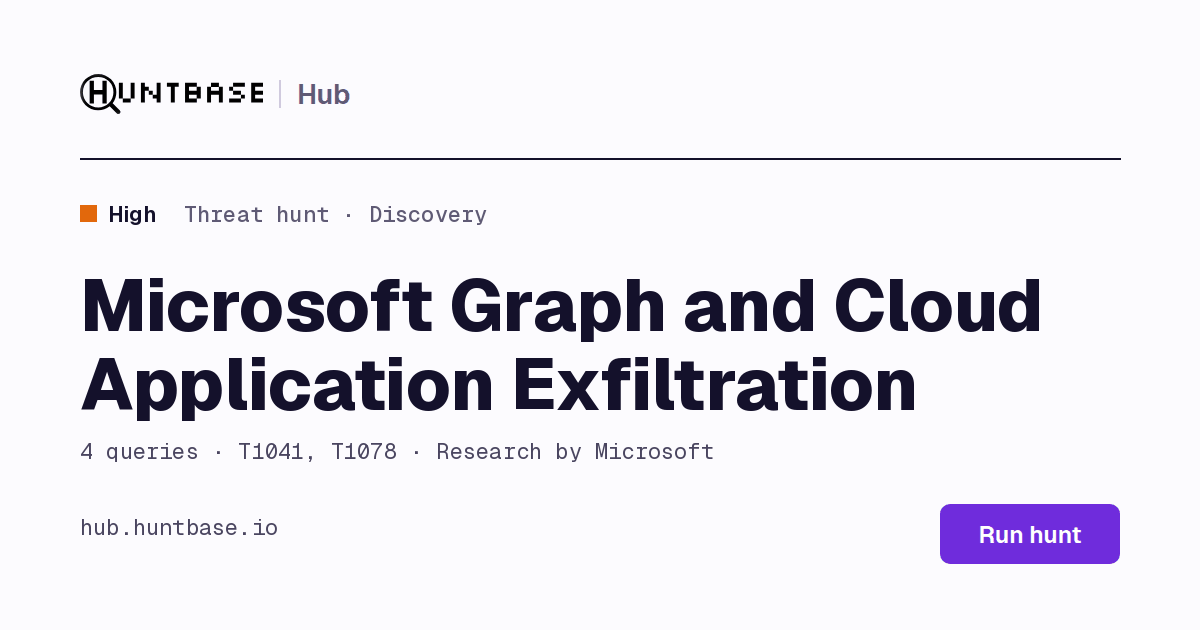 HUNTBASE Hub
High Threat hunt · Discovery
Microsoft Graph and Cloud
Application Exfiltration
4 queries · T1041, T1078 · Research by Microsoft
hub.huntbase.io
Run hunt